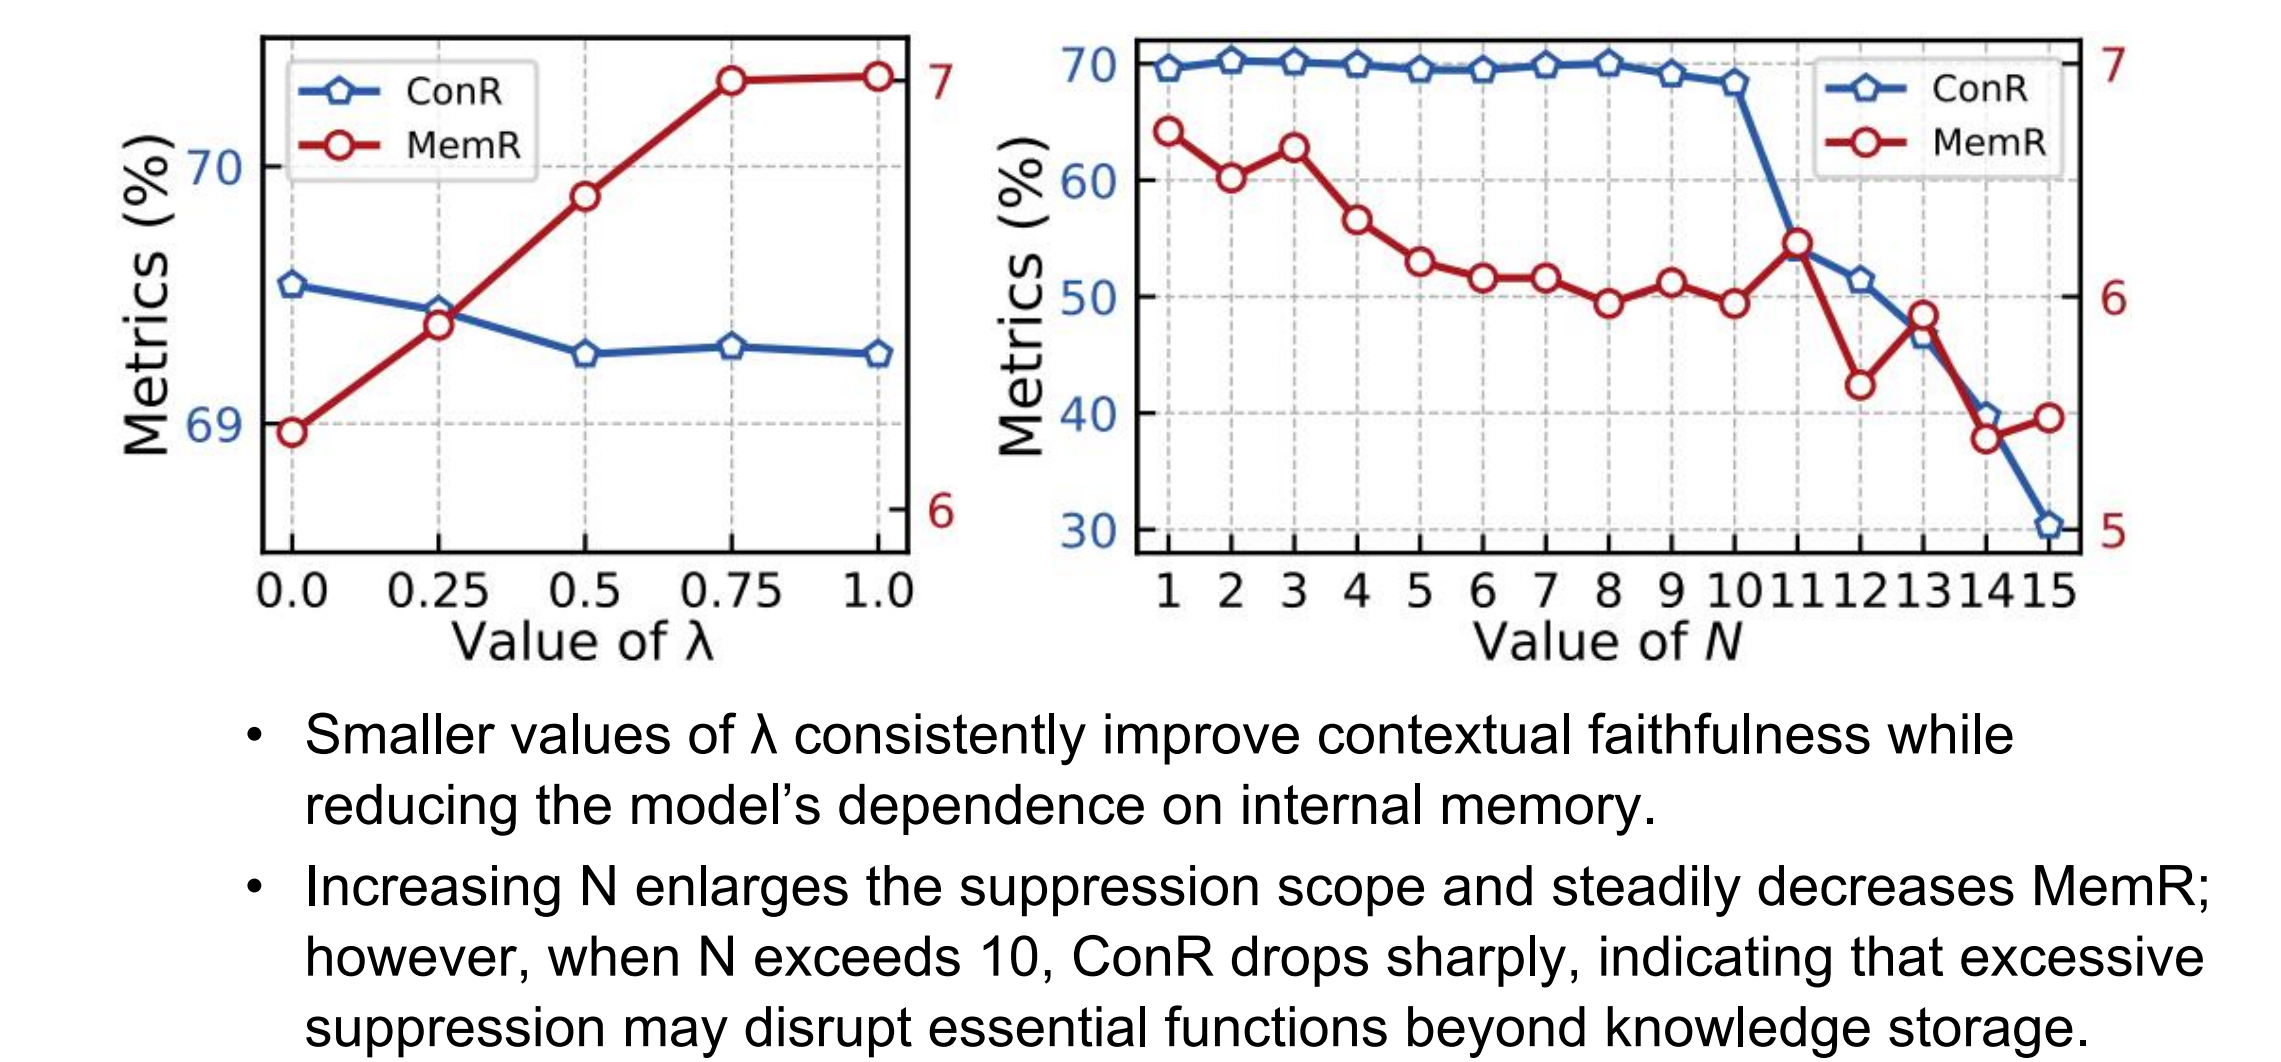 ConR
MemR
Metrics (%)
70
69
7
6
0.0 0.25 0.5 0.75 1.0
Value of λ
ConR
MemR
Metrics (%)
70
60
50
40
30
7
6
5
1 2 3 4 5 6 7 8 9 10 11 12 13 14 15
Value of N
• Smaller values of λ consistently improve contextual faithfulness while
reducing the model’s dependence on internal memory.
• Increasing N enlarges the suppression scope and steadily decreases MemR;
however, when N exceeds 10, ConR drops sharply, indicating that excessive
suppression may disrupt essential functions beyond knowledge storage.